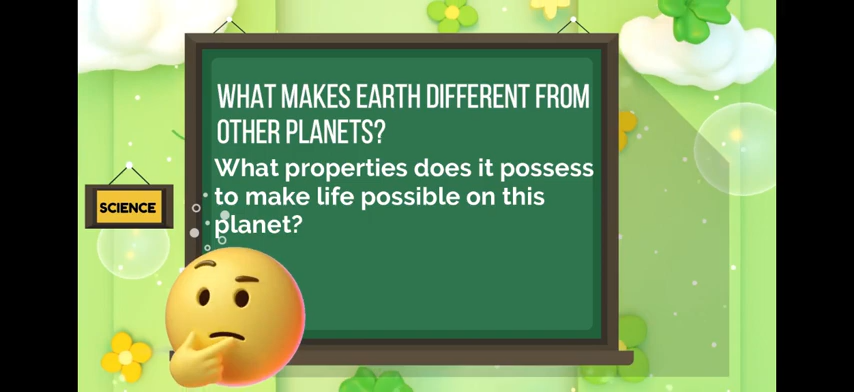 WHAT MAKES EARTH DIFFERENT FROM
OTHER PLANETS?
What properties does it possess
to make life possible on this
planet?
SCIENCE